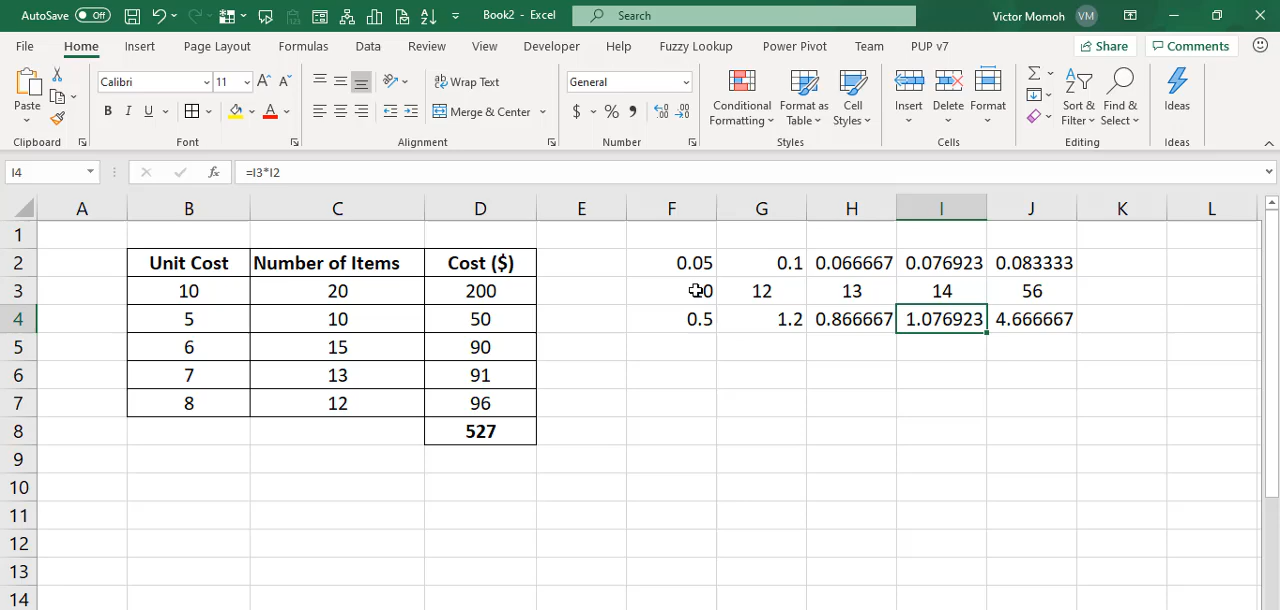 AutoSave Off Book2 - Excel Search Victor Momoh VM
File Home Insert Page Layout Formulas Data Review View Developer Help Fuzzy Lookup Power Pivot Team PUP v7 Share Comments
Paste
Clipboard
Calibri 11 A A
B I U A
Font
Wrap Text
Merge & Center
Alignment
General
$ % ,
Number
Conditional Formatting
Format as Table
Cell Styles
Styles
Insert Delete Format
Cells
Sort & Filter
Find & Select
Editing
Ideas
Ideas
I4 fx =I3*I2
A B C D E F G H I J K L
1
2 Unit Cost Number of Items Cost ($) 0.05 0.1 0.066667 0.076923 0.083333
3 10 20 200 0 12 13 14 56
4 5 10 50 0.5 1.2 0.866667 1.076923 4.666667
5 6 15 90
6 7 13 91
7 8 12 96
8 527
9
10
11
12
13
14